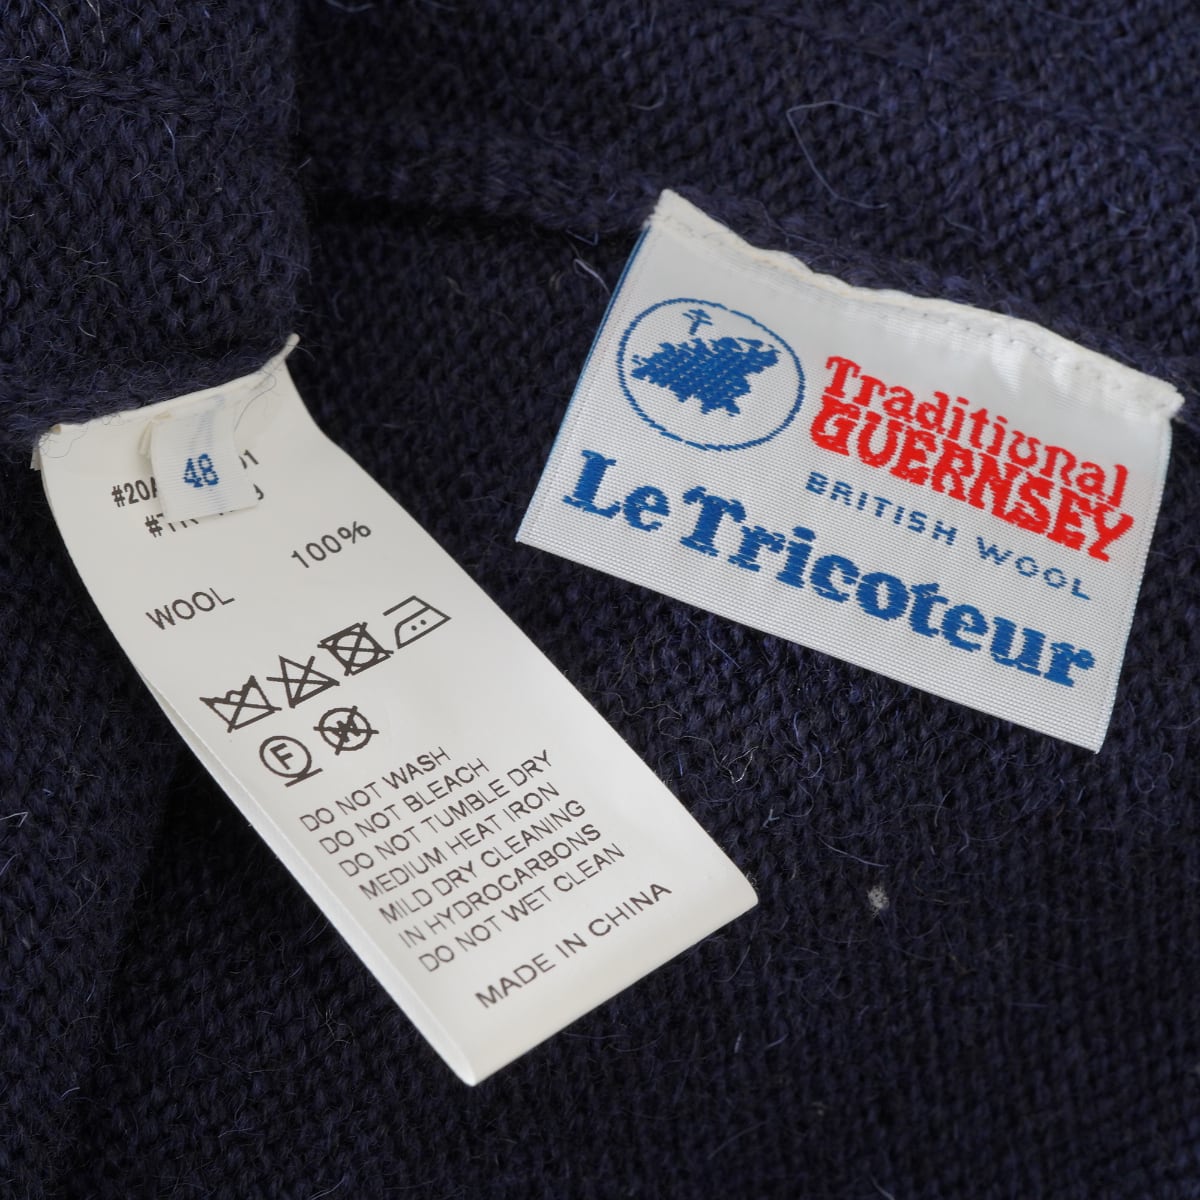 48
100%
WOOL
F
W
DO NOT WASH
DO NOT BLEACH
DO NOT TUMBLE DRY
MEDIUM HEAT IRON
MILD DRY CLEANING
IN HYDROCARBONS
DO NOT WET CLEAN
MADE IN CHINA
Traditional
GUERNSEY
BRITISH WOOL
Le Tricoteur